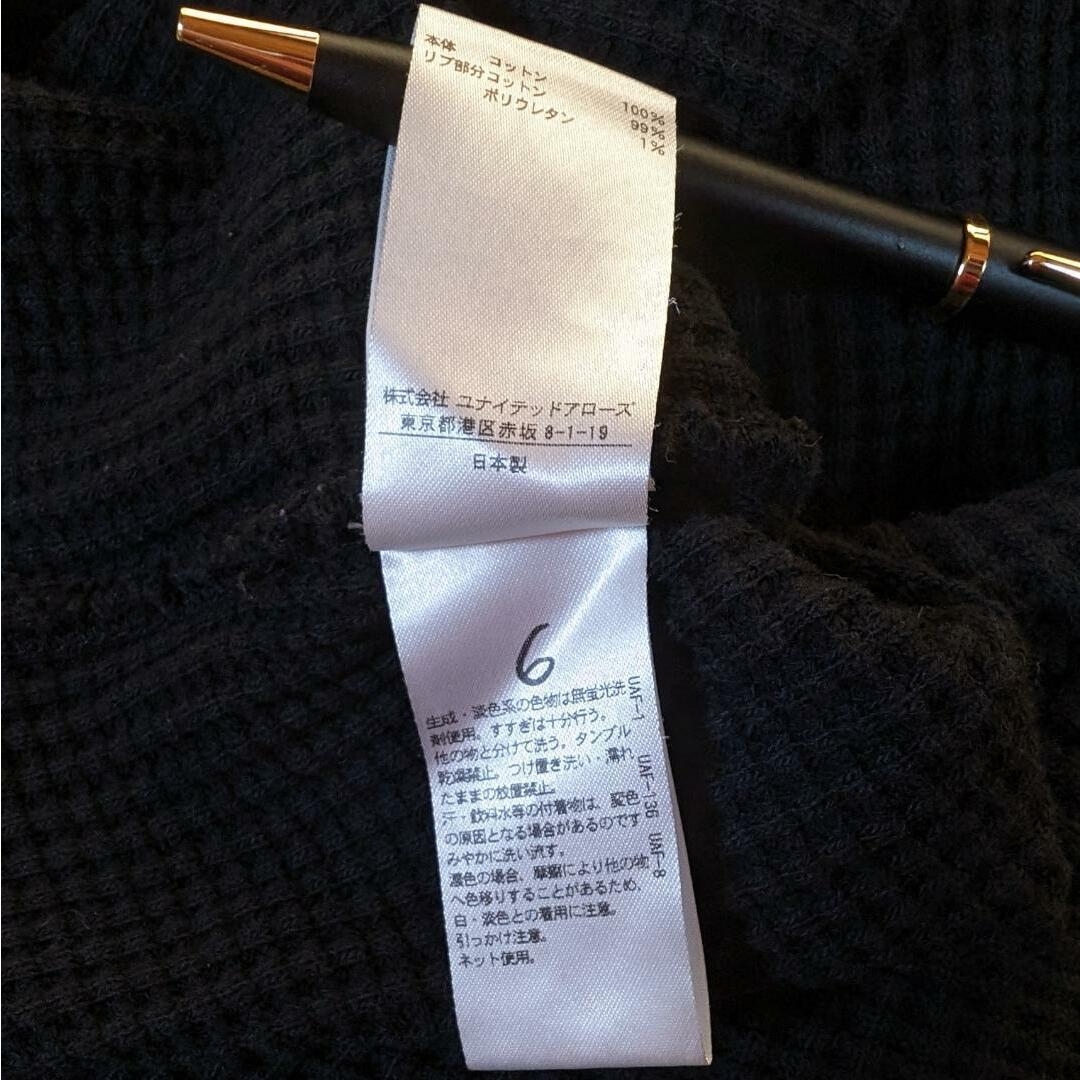 本体 コットン 100%
リブ部分コットン 99%
ポリウレタン 1%
株式会社 ユナイテッドアローズ
東京都港区赤坂 8-1-19
日本製
6
生成・淡色系の色物は無蛍光洗
剤使用。すすぎは十分行う。
他の物と分けて洗う。タンブル
乾燥禁止。つけ置き洗い・濡れ
たままの放置禁止。
汗・飲料水等の付着物は、変色
の原因となる場合があるのです
みやかに洗い流す。
濃色の場合、摩擦により他の物
へ色移りすることがあるため、
白・淡色との着用に注意。
引っかけ注意。
ネット使用。
UAF-1 UAF-136 UAF-8